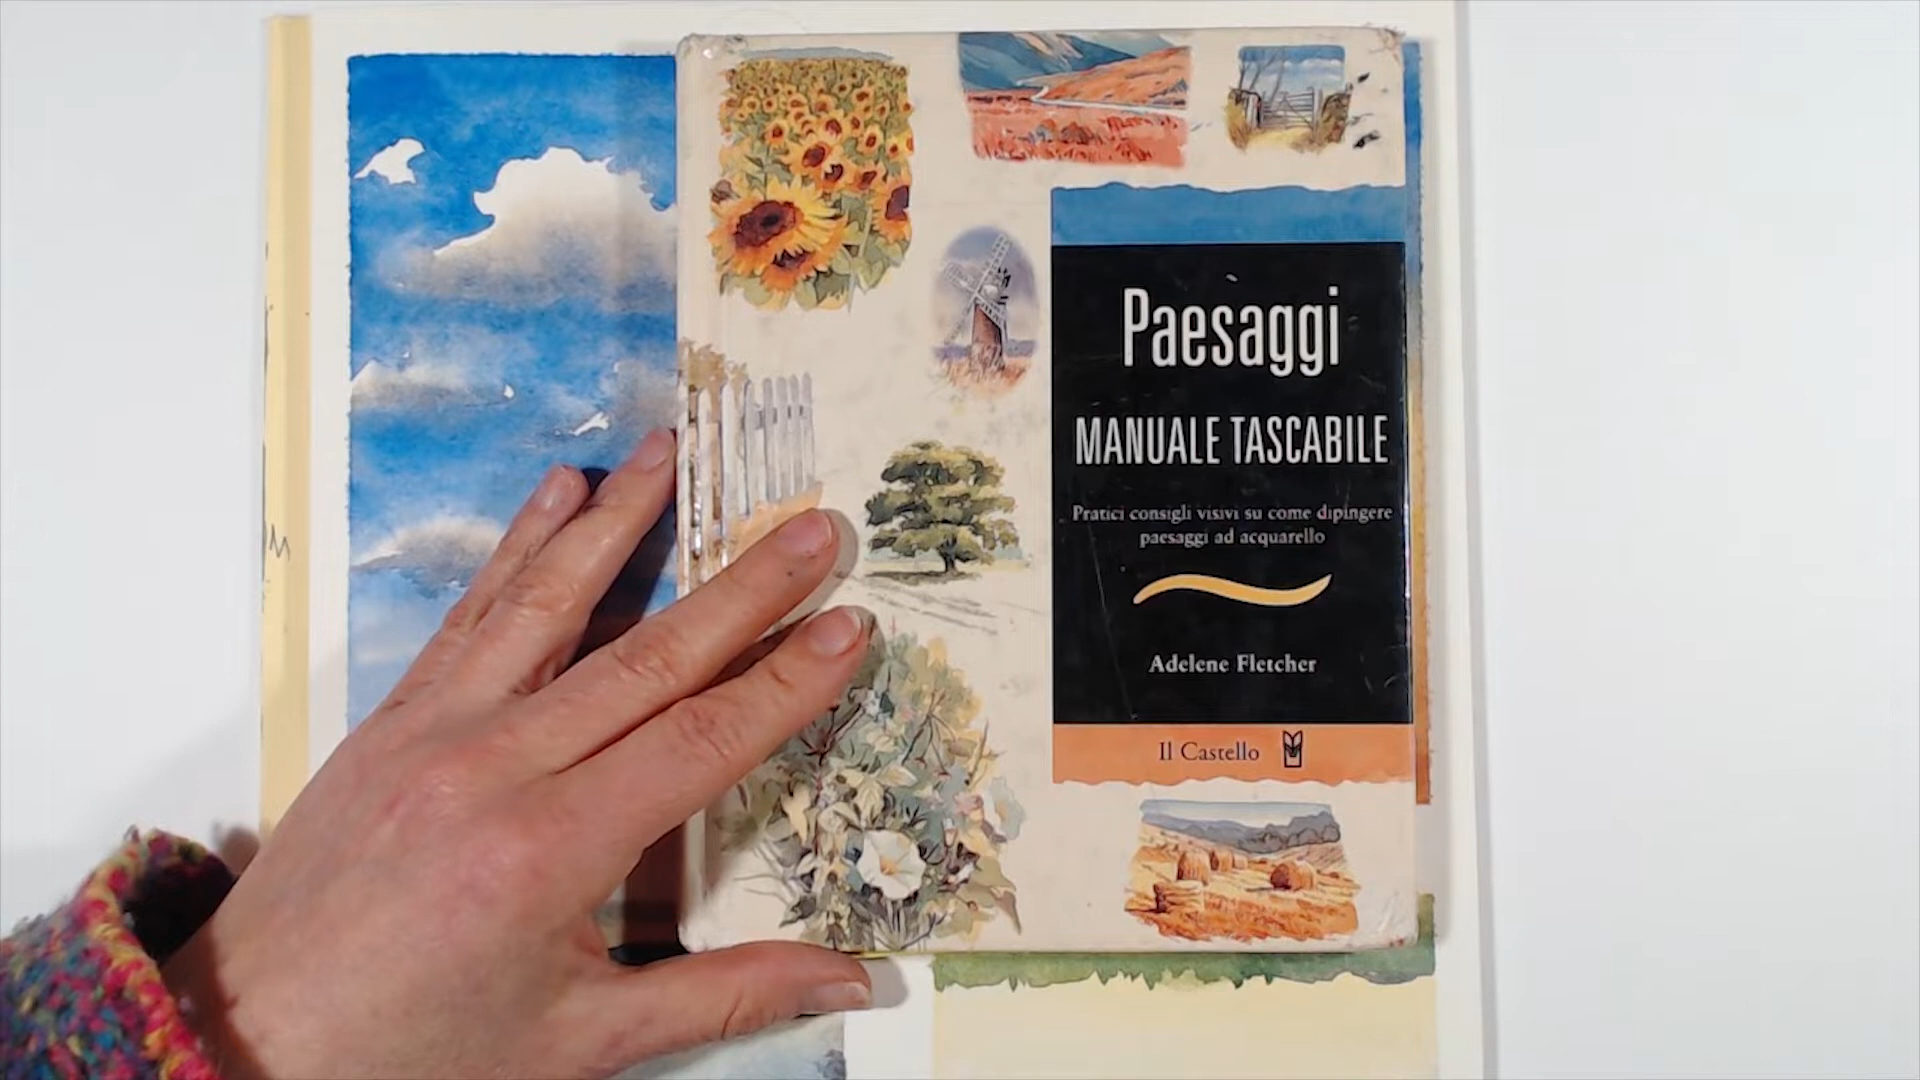 Paesaggi
MANUALE TASCABILE
Pratici consigli visivi su come dipingere
paesaggi ad acquarello
Adelene Fletcher
Il Castello